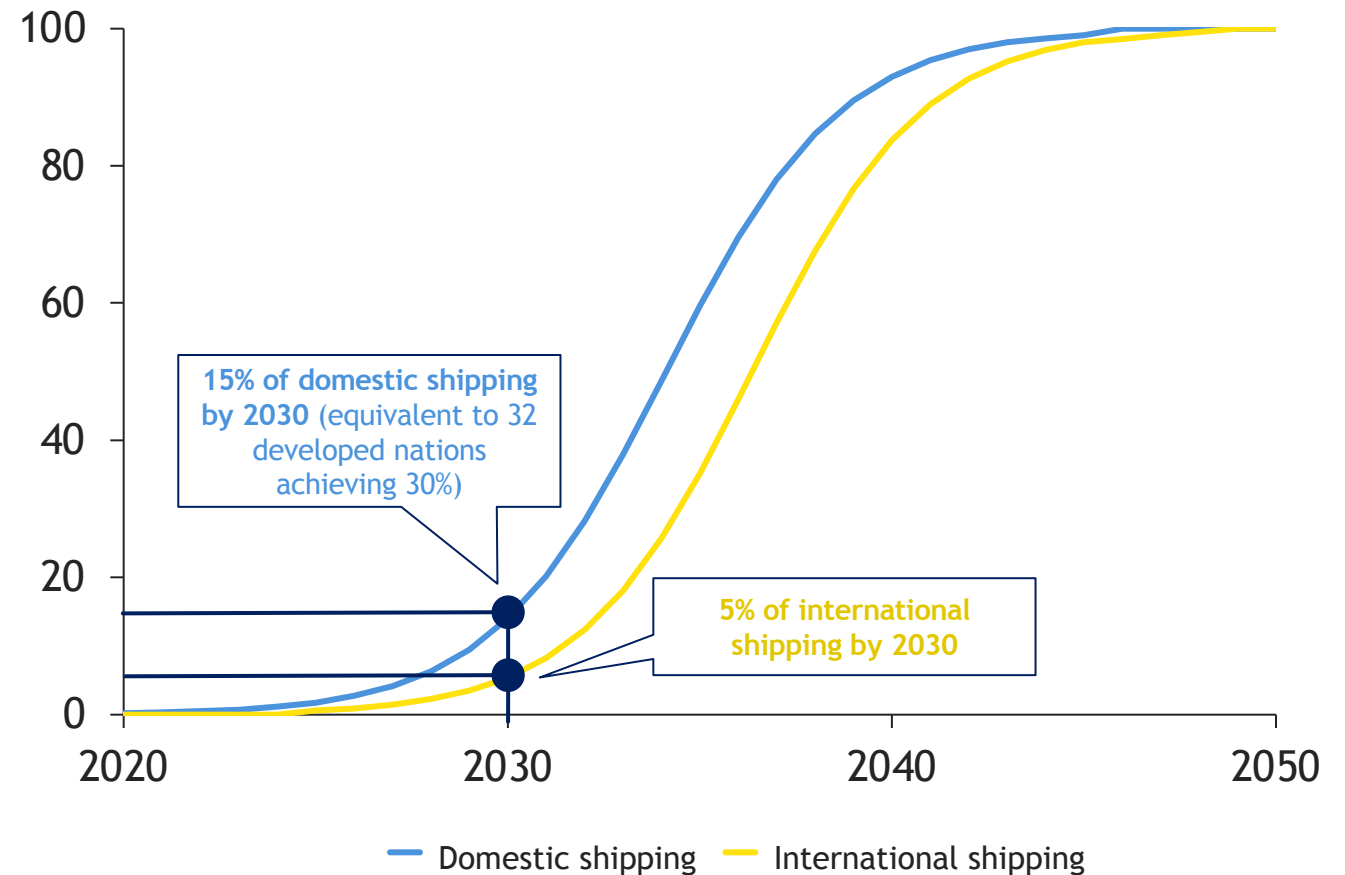 100
80
60
40
20
0
15% of domestic shipping
by 2030 (equivalent to 32
developed nations
achieving 30%)
5% of international
shipping by 2030
2020
2030
2040
2050
Domestic shipping
International shipping